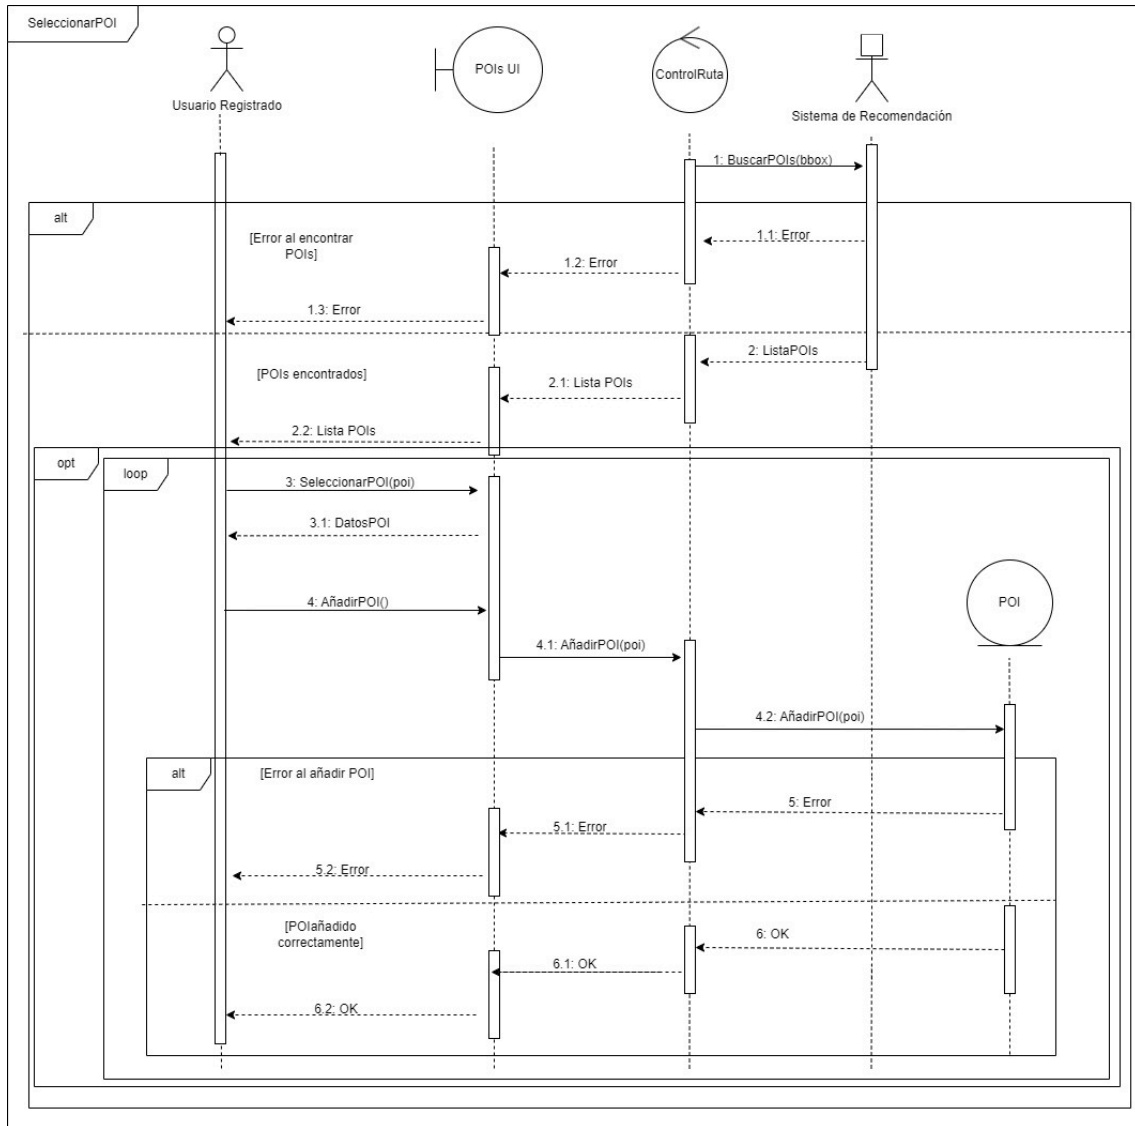 SeleccionarPOI
Usuario Registrado
POIs UI
ControlRuta
Sistema de Recomendación
1: BuscarPOIs(bbox)
alt
[Error al encontrar
POIs]
1.1: Error
1.2: Error
1.3: Error
2: ListaPOIs
[POIs encontrados]
2.1: Lista POIs
2.2: Lista POIs
opt
loop
3: SeleccionarPOI(poi)
3.1: DatosPOI
4: AñadirPOI()
POI
4.1: AñadirPOI(poi)
4.2: AñadirPOI(poi)
alt
[Error al añadir POI]
5: Error
5.1: Error
5.2: Error
[POIañadido
correctamente]
6: OK
6.1: OK
6.2: OK